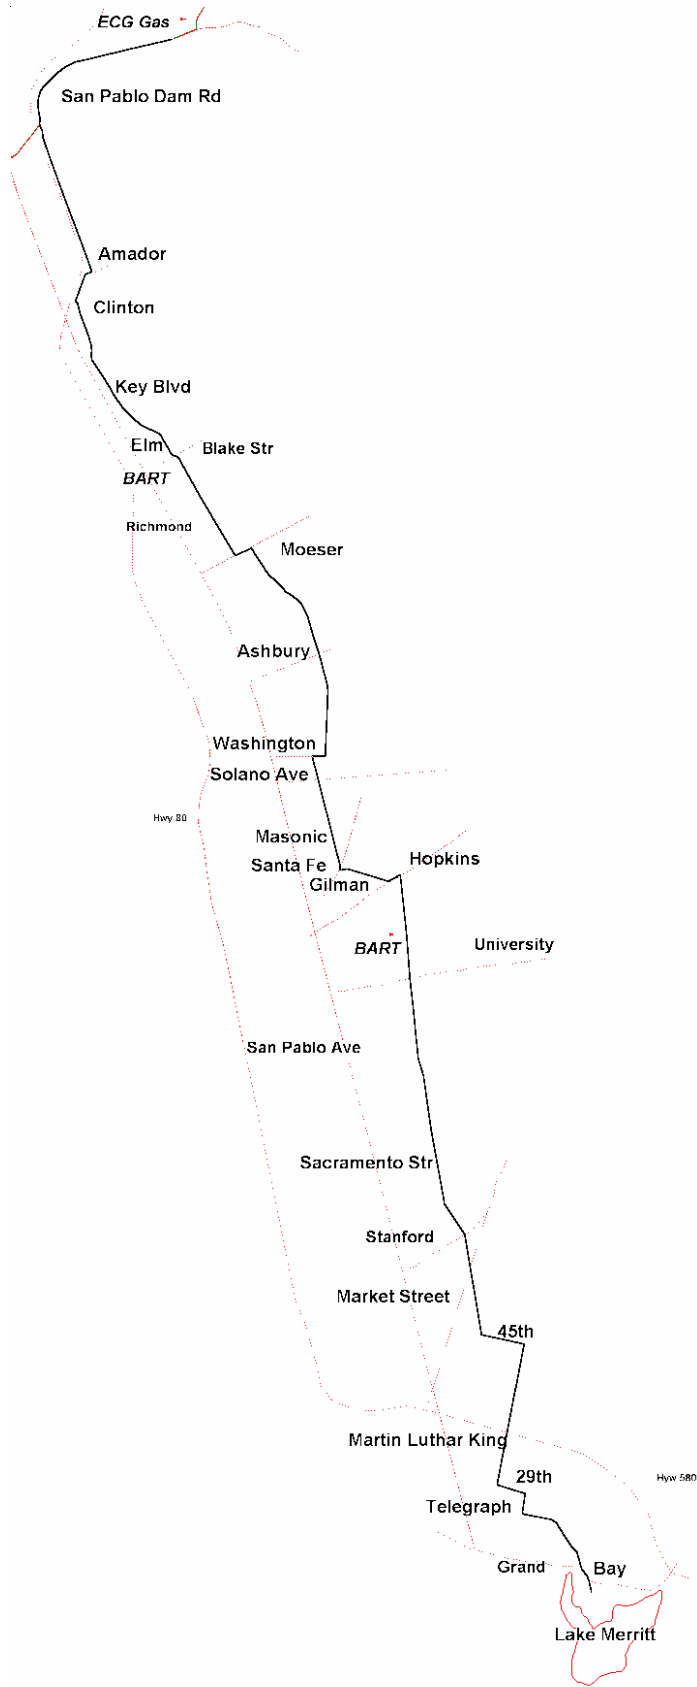 ECG Gas
San Pablo Dam Rd
Amador
Clinton
Key Blvd
Elm
Blake Str
BART
Richmond
Moeser
Ashbury
Washington
Solano Ave
Hwy 80
Masonic
Santa Fe
Hopkins
Gilman
University
BART
San Pablo Ave
Sacramento Str
Stanford
Market Street
45th
Martin Luthar King
29th
Hyw 580
Telegraph
Grand
Bay
Lake Merritt